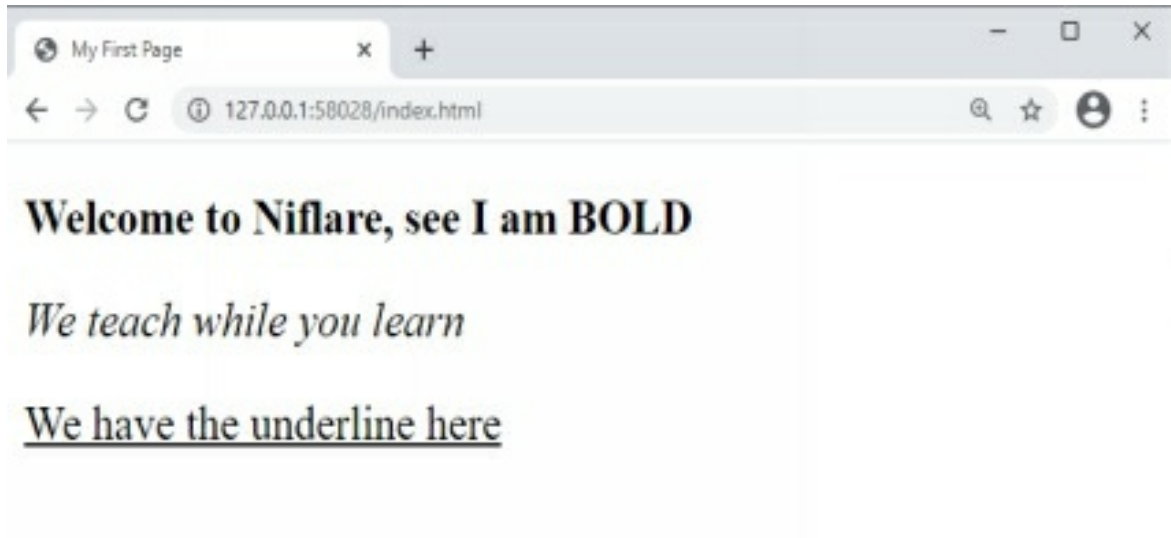 My First Page
127.0.0.1:58028/index.html
Welcome to Niflare, see I am BOLD
We teach while you learn
We have the underline here